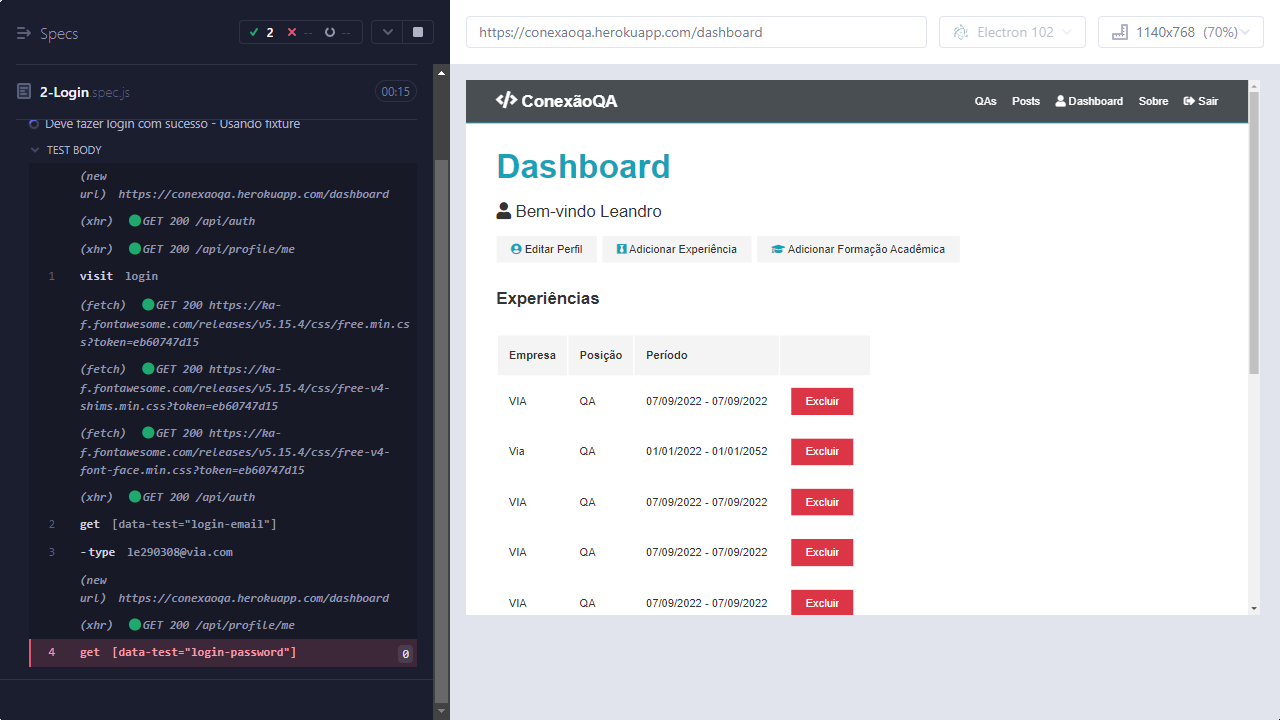 Specs
2
--
--
2-Login.spec.js
00:15
Deve fazer login com sucesso - Usando fixture
TEST BODY
(new
url) https://conexaoqa.herokuapp.com/dashboard
(xhr) GET 200 /api/auth
(xhr) GET 200 /api/profile/me
1 visit login
(fetch) GET 200 https://ka-
f.fontawesome.com/releases/v5.15.4/css/free.min.cs
s?token=eb60747d15
(fetch) GET 200 https://ka-
f.fontawesome.com/releases/v5.15.4/css/free-v4-
shims.min.css?token=eb60747d15
(fetch) GET 200 https://ka-
f.fontawesome.com/releases/v5.15.4/css/free-v4-
font-face.min.css?token=eb60747d15
(xhr) GET 200 /api/auth
2 get [data-test="login-email"]
3 -type le290308@via.com
(new
url) https://conexaoqa.herokuapp.com/dashboard
(xhr) GET 200 /api/profile/me
4 get [data-test="login-password"] 0
https://conexaoqa.herokuapp.com/dashboard
Electron 102
1140x768 (70%)
ConexãoQA
QAs Posts Dashboard Sobre Sair
Dashboard
Bem-vindo Leandro
Editar Perfil Adicionar Experiência Adicionar Formação Acadêmica
Experiências
Empresa Posição Período
VIA QA 07/09/2022 - 07/09/2022 Excluir
Via QA 01/01/2022 - 01/01/2052 Excluir
VIA QA 07/09/2022 - 07/09/2022 Excluir
VIA QA 07/09/2022 - 07/09/2022 Excluir
VIA QA 07/09/2022 - 07/09/2022 Excluir